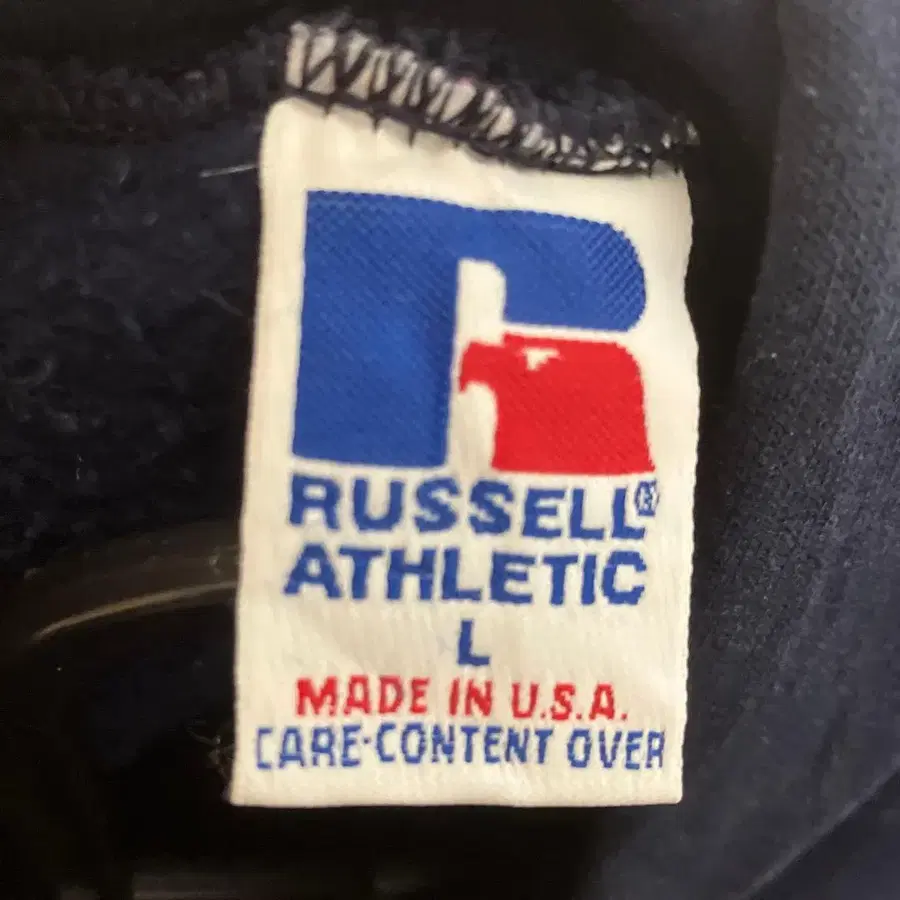 RUSSELL®
ATHLETIC
L
MADE IN U.S.A.
CARE-CONTENT OVER